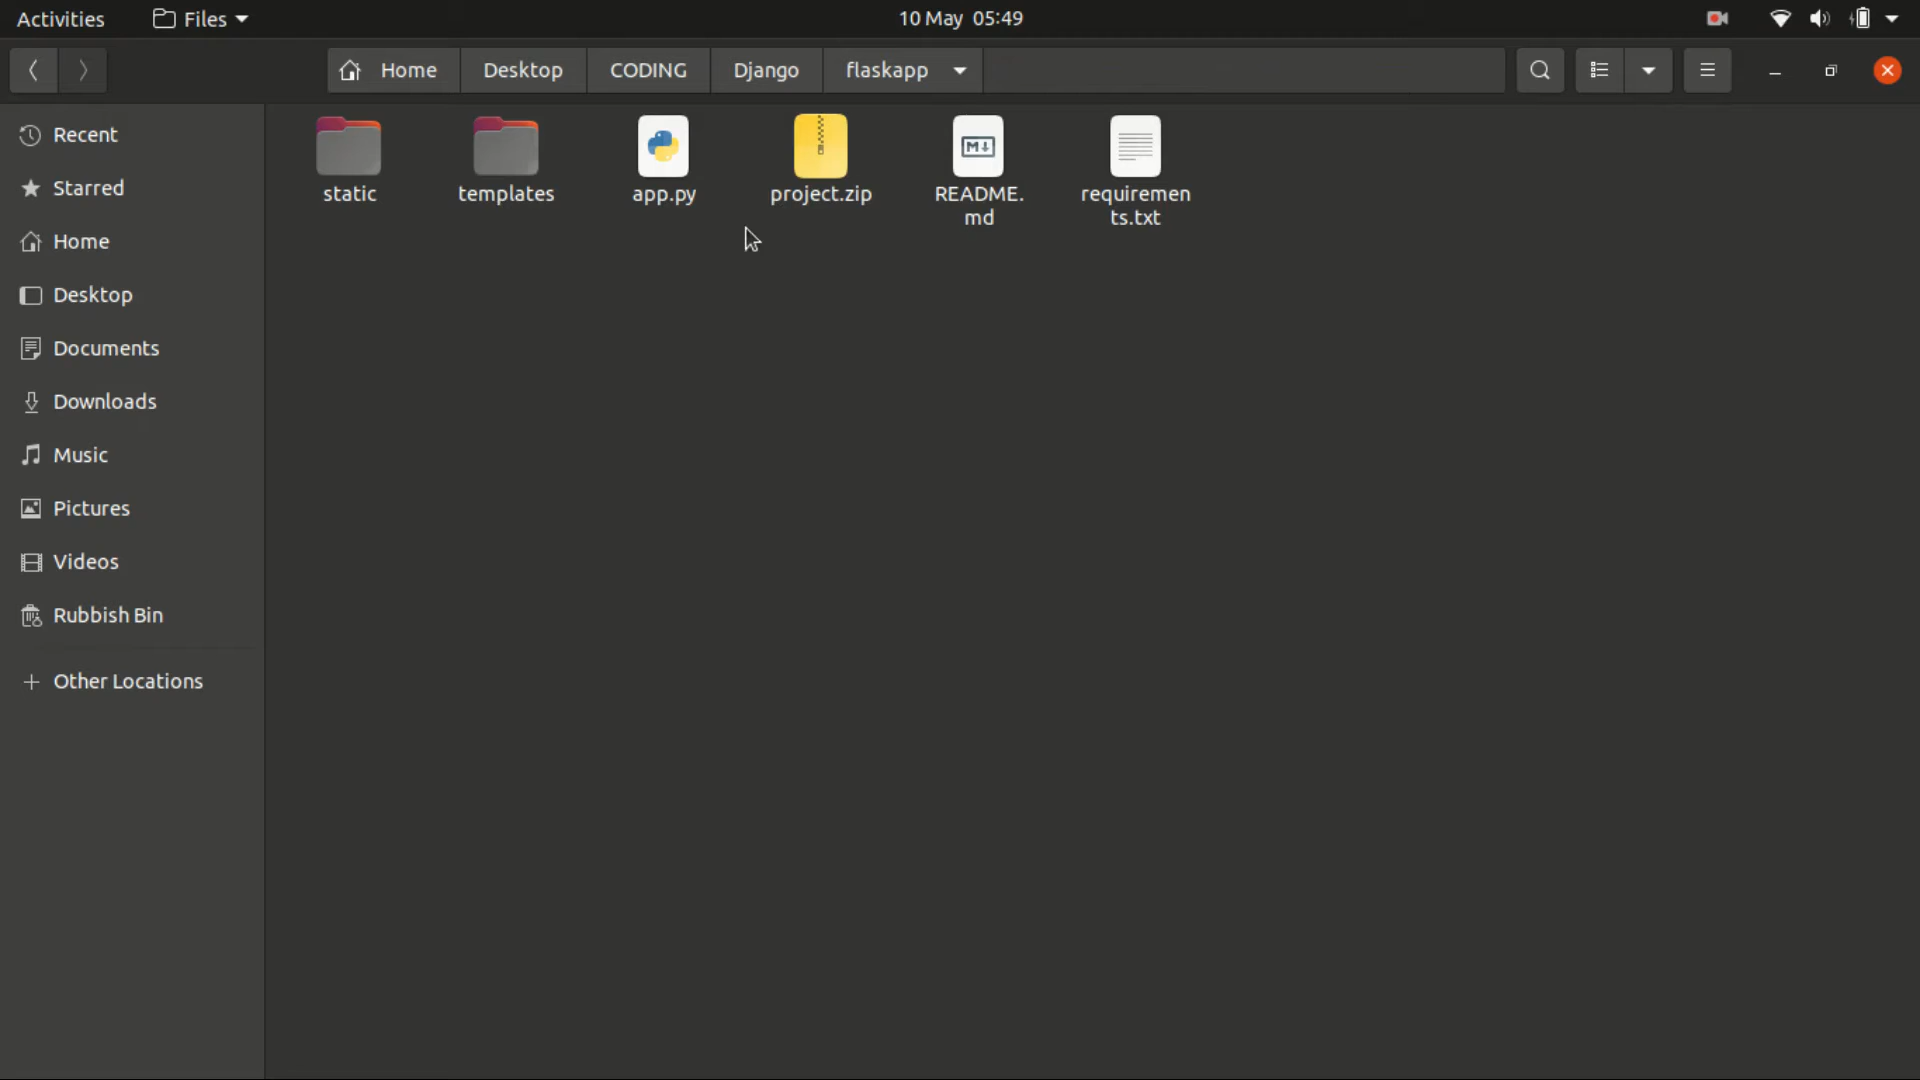 Activities
Files
10 May 05:49
Home
Desktop
CODING
Django
flaskapp
Recent
Starred
Home
Desktop
Documents
Downloads
Music
Pictures
Videos
Rubbish Bin
Other Locations
static
templates
app.py
project.zip
README.
md
requiremen
ts.txt
M